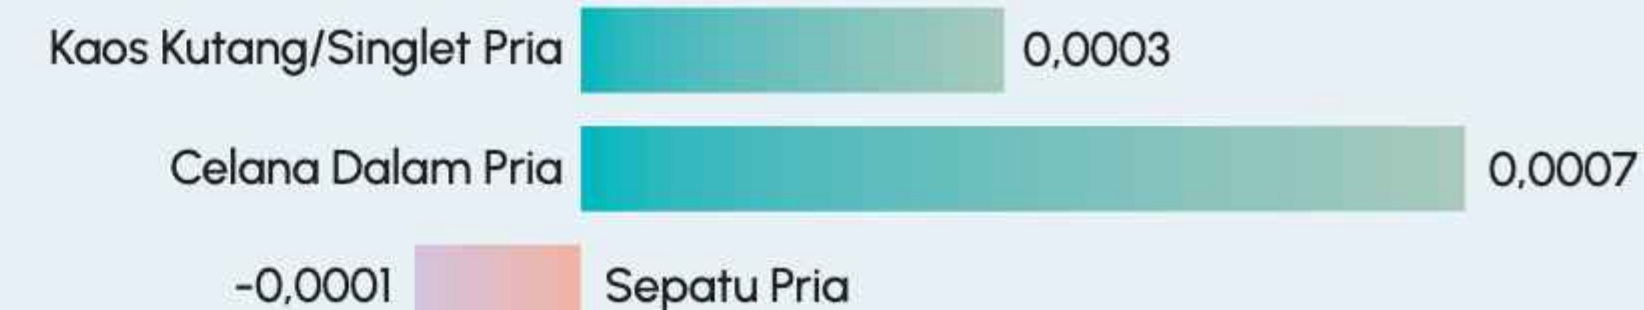 Kaos Kutang/Singlet Pria 0,0003
Celana Dalam Pria 0,0007
-0,0001 Sepatu Pria